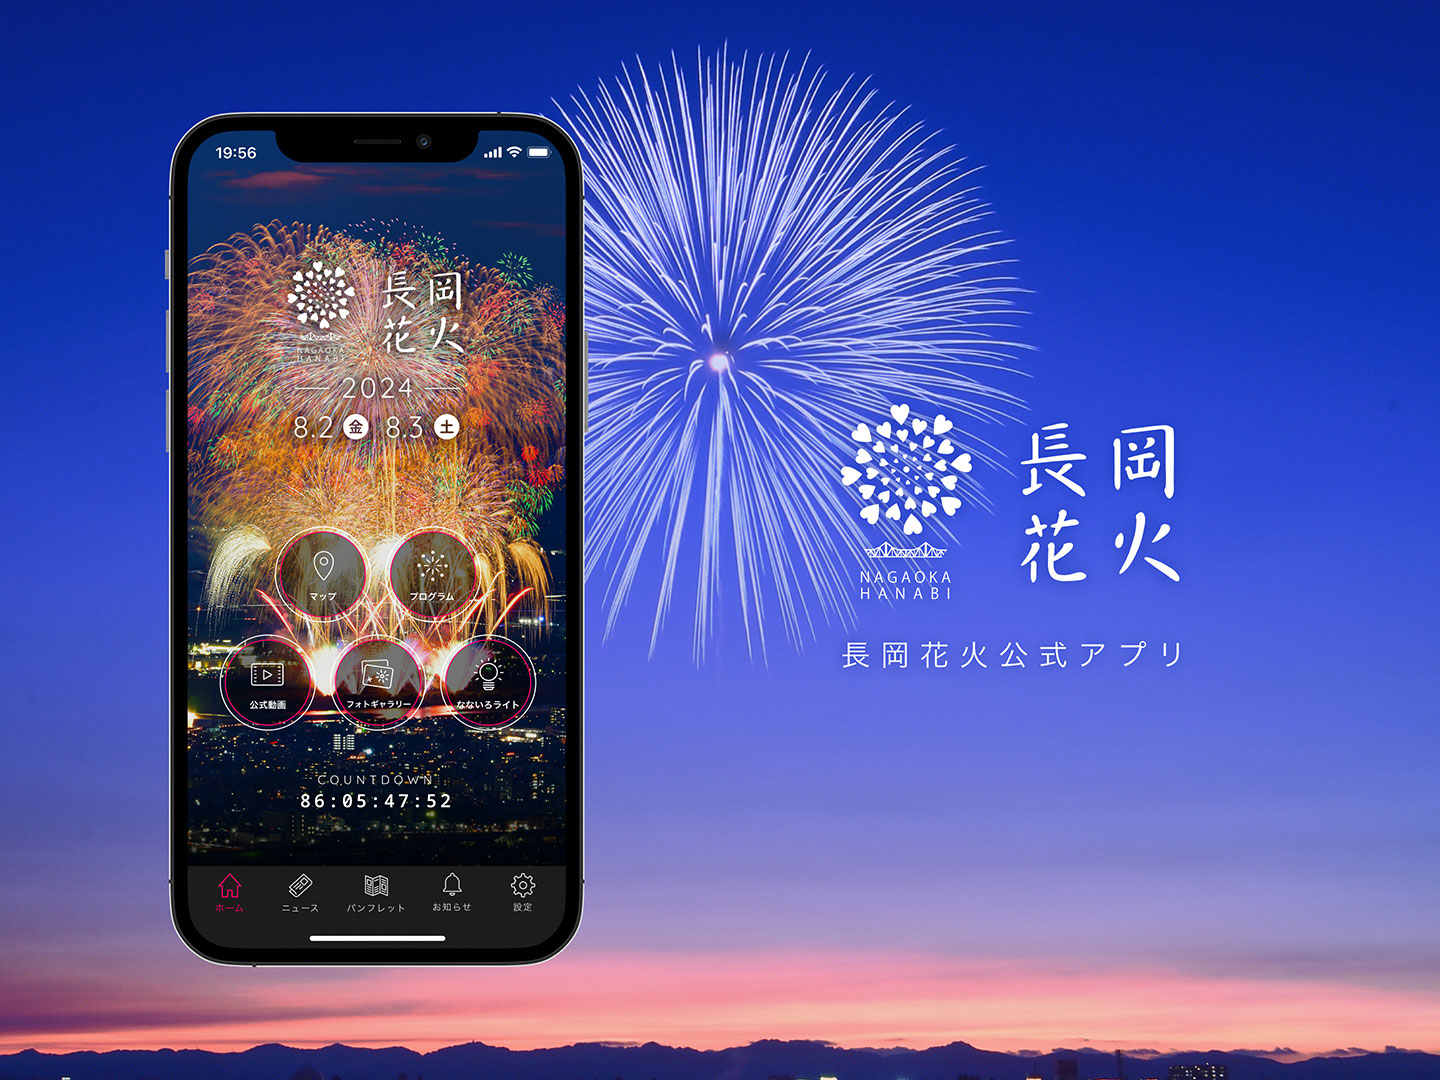 19:56
長岡
花火
NAGAOKA
HANABI
2024
8.2 金 8.3 土
マップ
プログラム
公式動画
フォトギャラリー
なないろライト
COUNTDOWN
86:05:47:52
ホーム
ニュース
パンフレット
お知らせ
設定
長岡
花火
NAGAOKA
HANABI
長岡花火公式アプリ